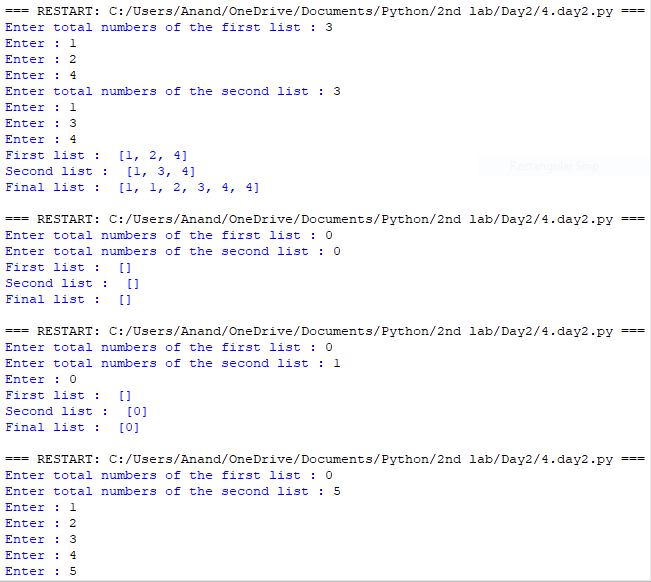 === RESTART: C:/Users/Anand/OneDrive/Documents/Python/2nd lab/Day2/4.day2.py ===
Enter total numbers of the first list : 3
Enter : 1
Enter : 2
Enter : 4
Enter total numbers of the second list : 3
Enter : 1
Enter : 3
Enter : 4
First list :  [1, 2, 4]
Second list :  [1, 3, 4]
Final list :  [1, 1, 2, 3, 4, 4]
=== RESTART: C:/Users/Anand/OneDrive/Documents/Python/2nd lab/Day2/4.day2.py ===
Enter total numbers of the first list : 0
Enter total numbers of the second list : 0
First list :  []
Second list :  []
Final list :  []
=== RESTART: C:/Users/Anand/OneDrive/Documents/Python/2nd lab/Day2/4.day2.py ===
Enter total numbers of the first list : 0
Enter total numbers of the second list : 1
Enter : 0
First list :  []
Second list :  [0]
Final list :  [0]
=== RESTART: C:/Users/Anand/OneDrive/Documents/Python/2nd lab/Day2/4.day2.py ===
Enter total numbers of the first list : 0
Enter total numbers of the second list : 5
Enter : 1
Enter : 2
Enter : 3
Enter : 4
Enter : 5